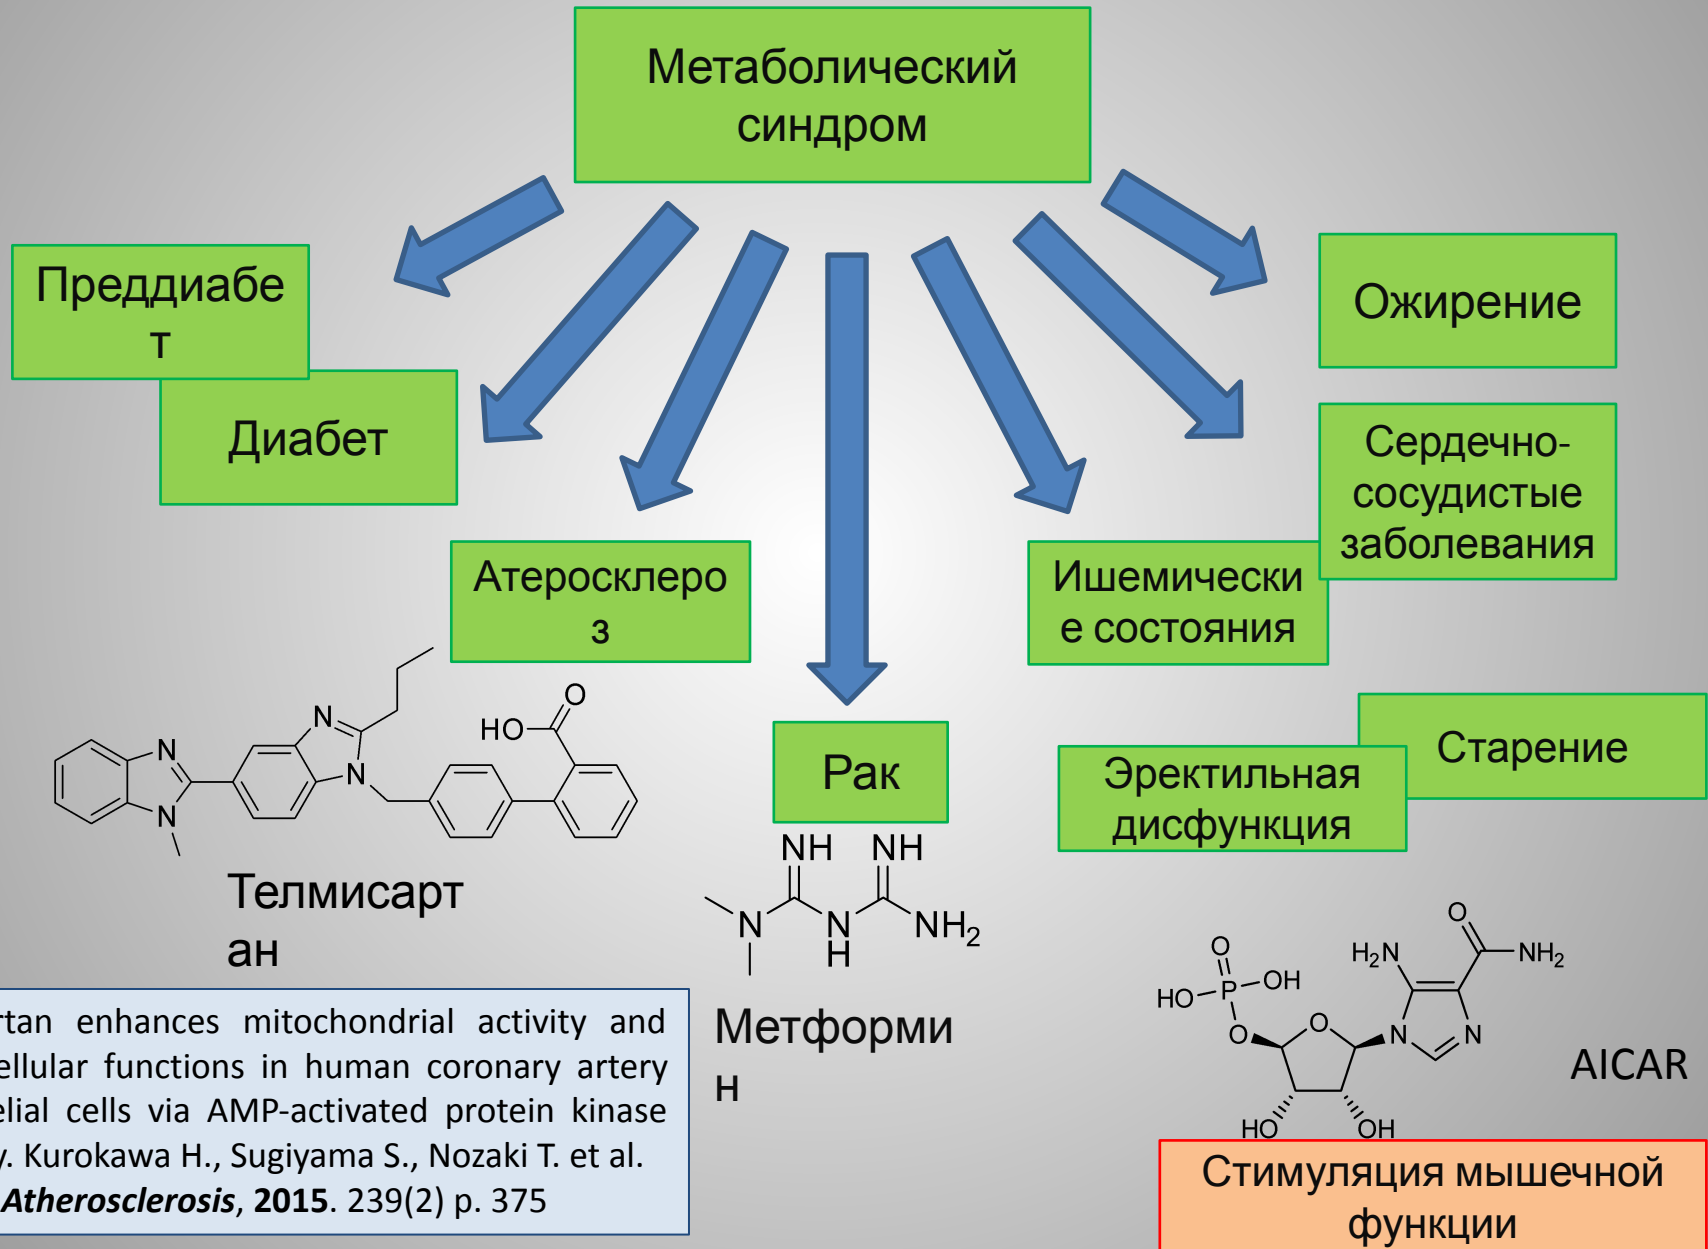 Метаболический
синдром
Преддиабе
т
Диабет
Атеросклеро
з
Рак
Ишемически
е состояния
Сердечно-
сосудистые
заболевания
Ожирение
Эректильная
дисфункция
Старение
N
N
N
N
HO
O
Телмисарт
ан
NH
NH
N
N
H
NH2
Метформи
н
O
HO
P
OH
O
O
H2N
O
NH2
N
N
HO
OH
AICAR
rtan enhances mitochondrial activity and
ellular functions in human coronary artery
elial cells via AMP-activated protein kinase
y. Kurokawa H., Sugiyama S., Nozaki T. et al.
Atherosclerosis, 2015. 239(2) p. 375
Стимуляция мышечной
функции